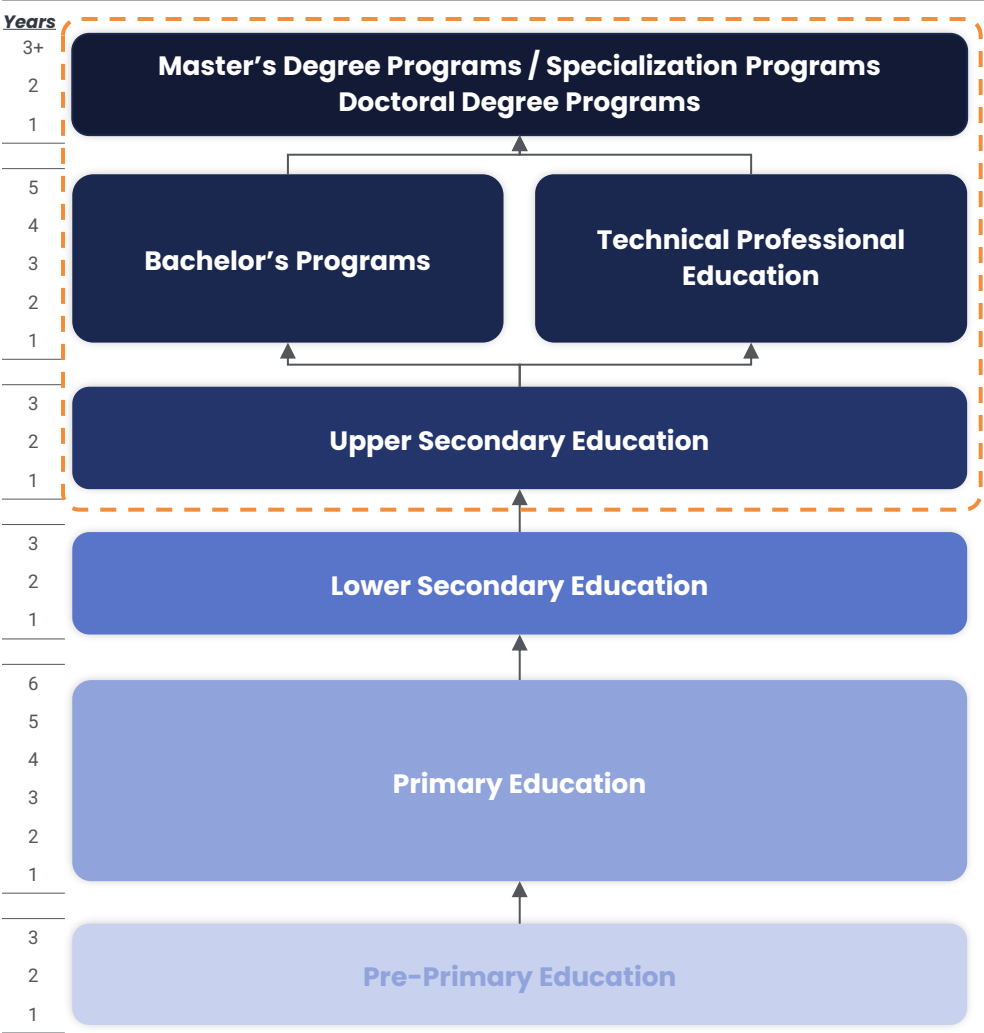 Years
3+
2
1
Master’s Degree Programs / Specialization Programs
Doctoral Degree Programs
5
4
3
2
1
Bachelor’s Programs
Technical Professional
Education
3
2
1
Upper Secondary Education
3
2
1
Lower Secondary Education
6
5
4
3
2
1
Primary Education
3
2
1
Pre-Primary Education